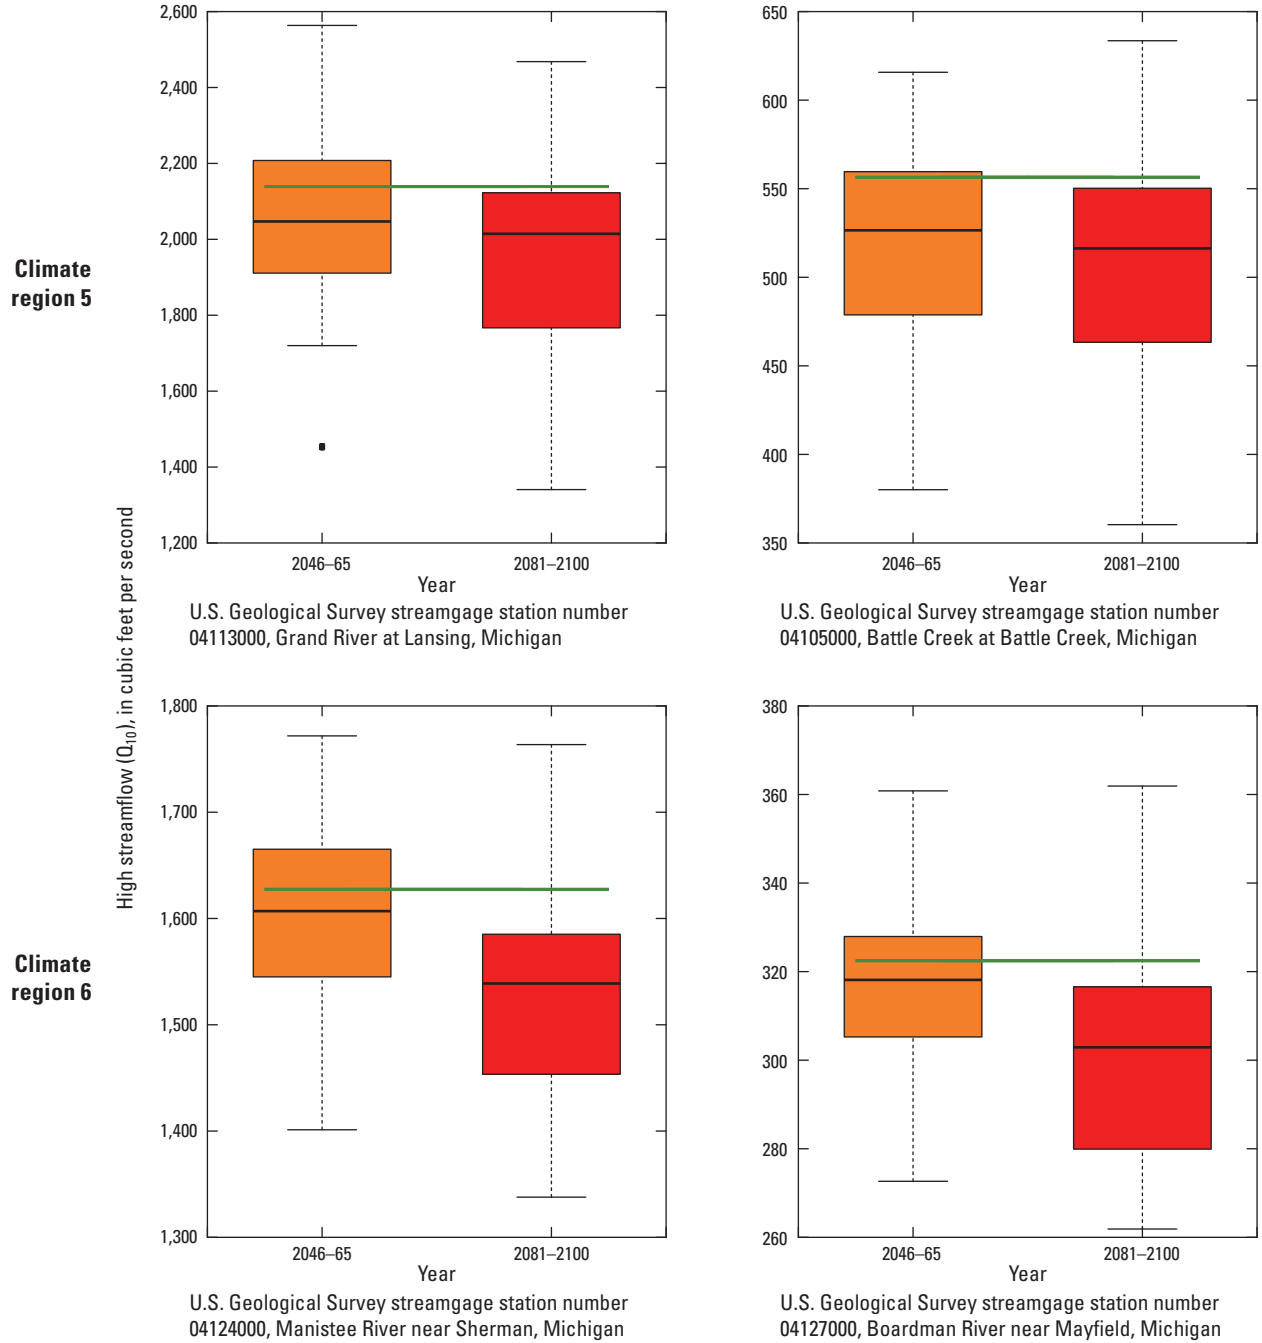 Climate
region 5
High streamflow (Q10), in cubic feet per second
2,600
2,400
2,200
2,000
1,800
1,600
1,400
1,200
2046–65
2081–2100
Year
U.S. Geological Survey streamgage station number
04113000, Grand River at Lansing, Michigan
650
600
550
500
450
400
350
2046–65
2081–2100
Year
U.S. Geological Survey streamgage station number
04105000, Battle Creek at Battle Creek, Michigan
Climate
region 6
1,800
1,700
1,600
1,500
1,400
1,300
2046–65
2081–2100
Year
U.S. Geological Survey streamgage station number
04124000, Manistee River near Sherman, Michigan
380
360
340
320
300
280
260
2046–65
2081–2100
Year
U.S. Geological Survey streamgage station number
04127000, Boardman River near Mayfield, Michigan